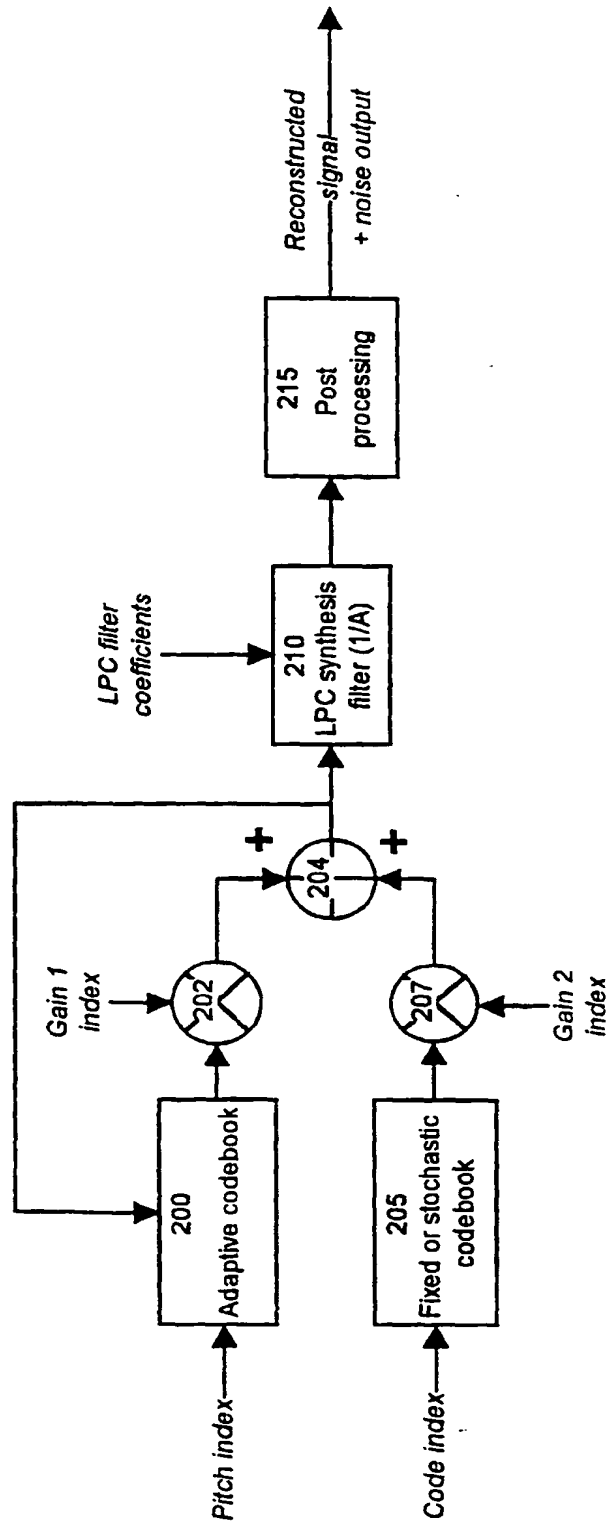 Pitch index
200
Adaptive codebook
Gain 1
index
202
+
204
+
Code index
205
Fixed or stochastic
codebook
207
Gain 2
index
LPC filter
coefficients
210
LPC synthesis
filter (1/A)
215
Post
processing
Reconstructed
signal
+ noise output